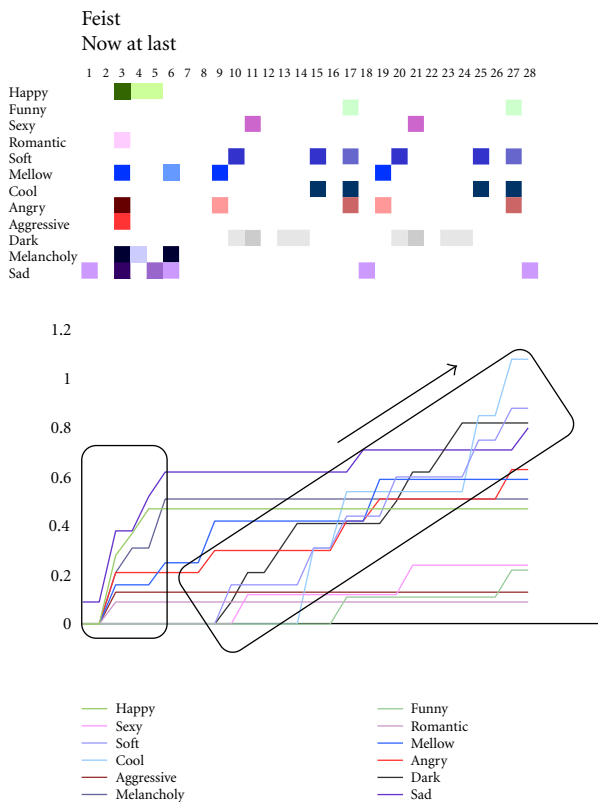 Feist
Now at last
1 2 3 4 5 6 7 8 9 10 11 12 13 14 15 16 17 18 19 20 21 22 23 24 25 26 27 28
Happy
Funny
Sexy
Romantic
Soft
Mellow
Cool
Angry
Aggressive
Dark
Melancholy
Sad
1.2
1
0.8
0.6
0.4
0.2
0
Happy Funny
Sexy Romantic
Soft Mellow
Cool Angry
Aggressive Dark
Melancholy Sad